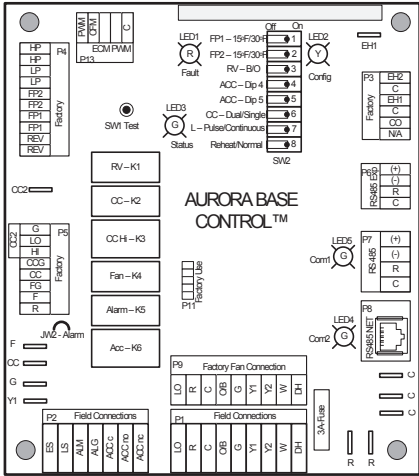 PWM
CFM
ECM PWM
C
P13
LED1
R
Fault
Off On
FP1 – 15ºF/30ºF 1
FP2 – 15ºF/30ºF 2
RV – B/O 3
ACC – Dip 4 4
ACC – Dip 5 5
CC – Dual/Single 6
L – Pulse/Continuous 7
Reheat/Normal 8
SW2
LED2
Y
Config
EH1
P4
HP
HP
LP
LP
FP2
FP2
FP1
FP1
REV
REV
Factory
SW1 Test
LED3
G
Status
P3
EH2
C
EH1
C
CO
N/A
Factory
RV – K1
CC – K2
CC Hi – K3
Fan – K4
Alarm – K5
Acc – K6
AURORA BASE
CONTROL™
P6
(+)
(-)
R
C
RS485 EXP
CC2
CC2
P5
G
LO
HI
CCG
CC
FG
F
R
Factory
JW2 - Alarm
P11
Factory Use
LED5
G
Com1
P7
(+)
(-)
R
C
RS 485
LED4
G
Com2
P8
RS485 NET
F
CC
G
Y1
P9 Factory Fan Connection
LO R C O/B G Y1 Y2 W DH
3A-Fuse
C
C
C
P2 Field Connections
ES LS ALM ALG ACC c ACC no ACC nc
P1 Field Connections
LO R C O/B G Y1 Y2 W DH
R R